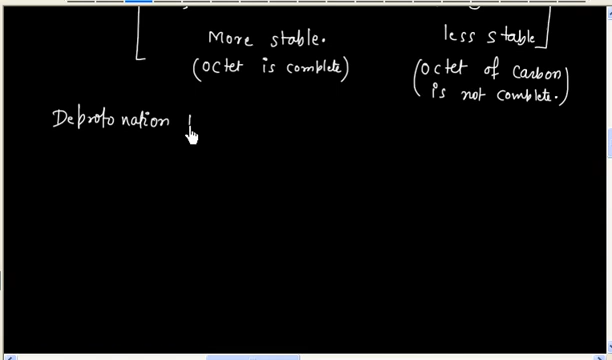 More stable.
less stable
(octet is complete)
(octet of carbon
is not complete.)
Deprotonation